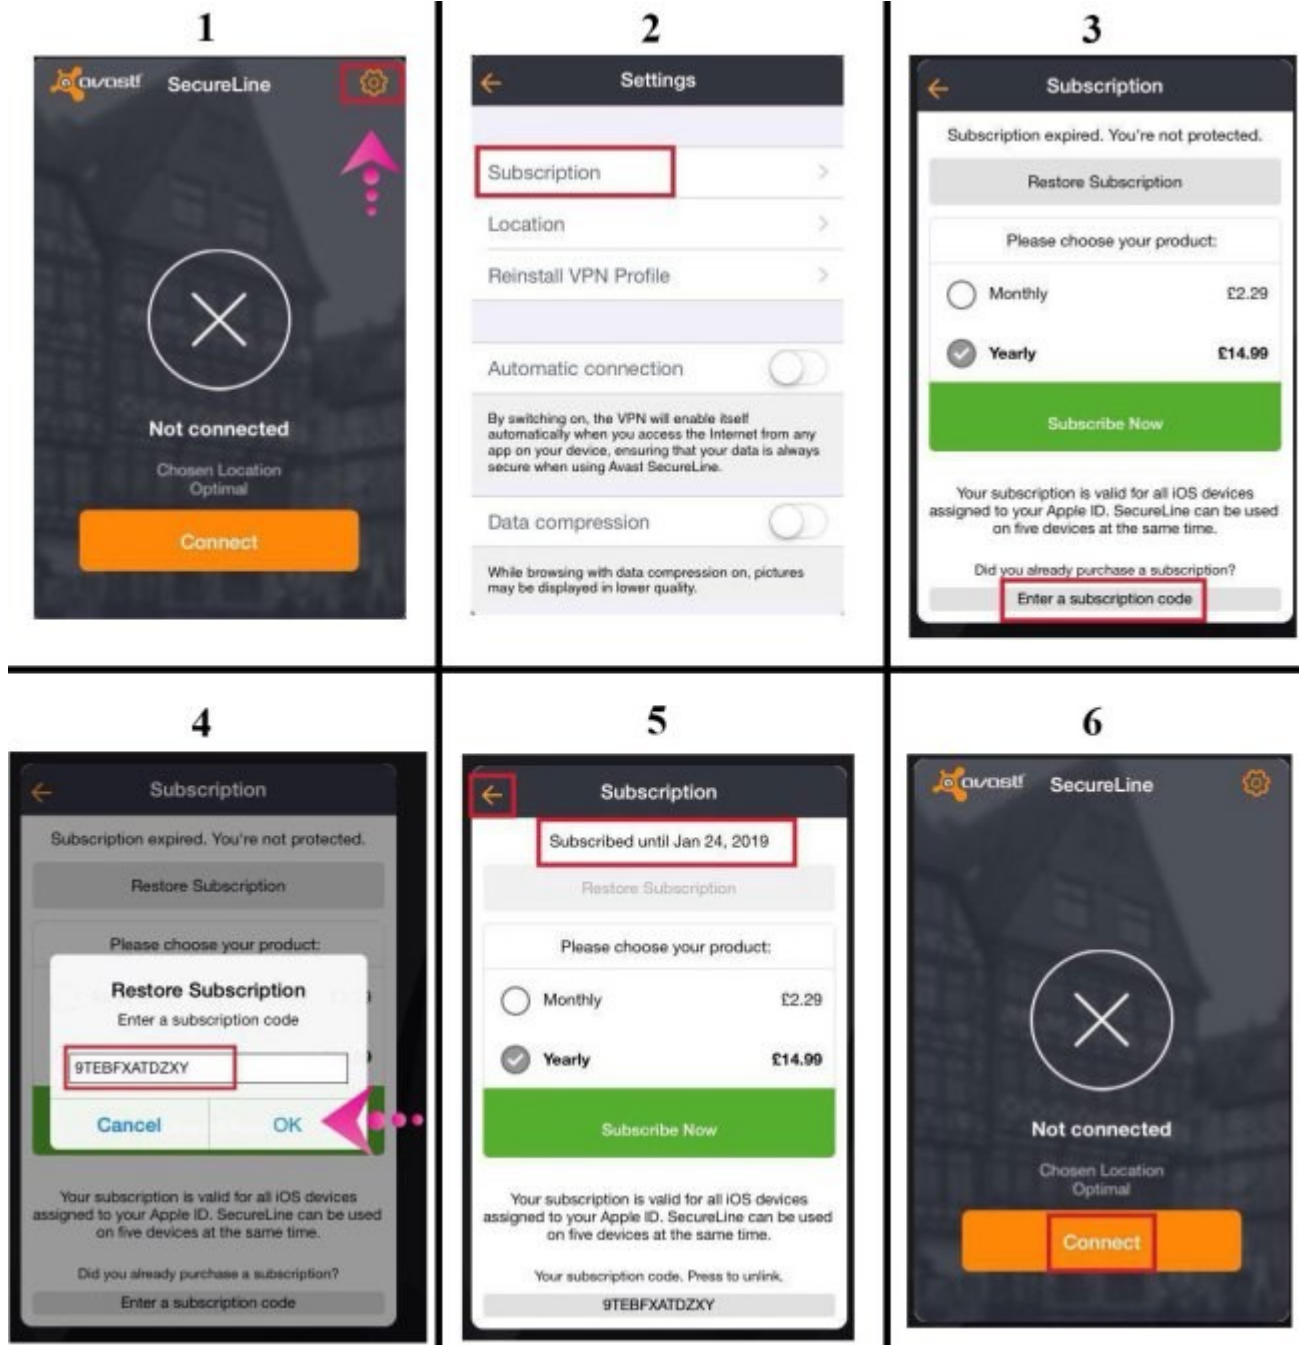 1
avast! SecureLine
Not connected
Chosen Location
Optimal
Connect
2
Settings
Subscription
Location
Reinstall VPN Profile
Automatic connection
By switching on, the VPN will enable itself
automatically when you access the Internet from any
app on your device, ensuring that your data is always
secure when using Avast SecureLine.
Data compression
While browsing with data compression on, pictures
may be displayed in lower quality.
3
Subscription
Subscription expired. You're not protected.
Restore Subscription
Please choose your product:
Monthly £2.29
Yearly £14.99
Subscribe Now
Your subscription is valid for all iOS devices
assigned to your Apple ID. SecureLine can be used
on five devices at the same time.
Did you already purchase a subscription?
Enter a subscription code
4
Subscription
Subscription expired. You're not protected.
Restore Subscription
Please choose your product:
Restore Subscription
Enter a subscription code
9TEBFXATDZXY
Cancel OK
Your subscription is valid for all iOS devices
assigned to your Apple ID. SecureLine can be used
on five devices at the same time.
Did you already purchase a subscription?
Enter a subscription code
5
Subscription
Subscribed until Jan 24, 2019
Restore Subscription
Please choose your product:
Monthly £2.29
Yearly £14.99
Subscribe Now
Your subscription is valid for all iOS devices
assigned to your Apple ID. SecureLine can be used
on five devices at the same time.
Your subscription code. Press to unlink.
9TEBFXATDZXY
6
avast! SecureLine
Not connected
Chosen Location
Optimal
Connect